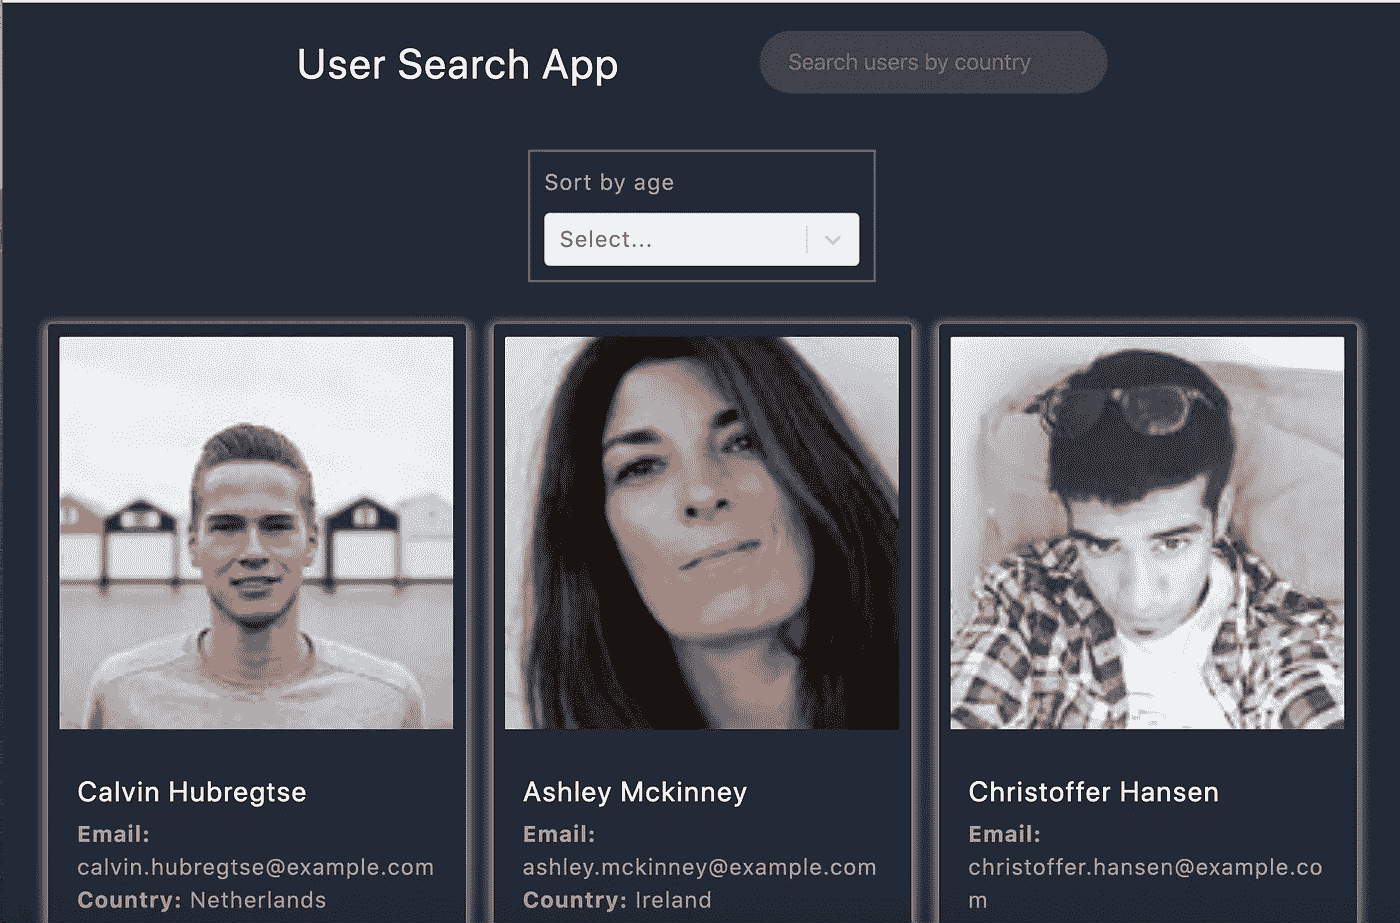 User Search App
Search users by country
Sort by age
Select...
Calvin Hubregtse
Email:
calvin.hubregtse@example.com
Country: Netherlands
Ashley Mckinney
Email:
ashley.mckinney@example.com
Country: Ireland
Christoffer Hansen
Email:
christoffer.hansen@example.co
m